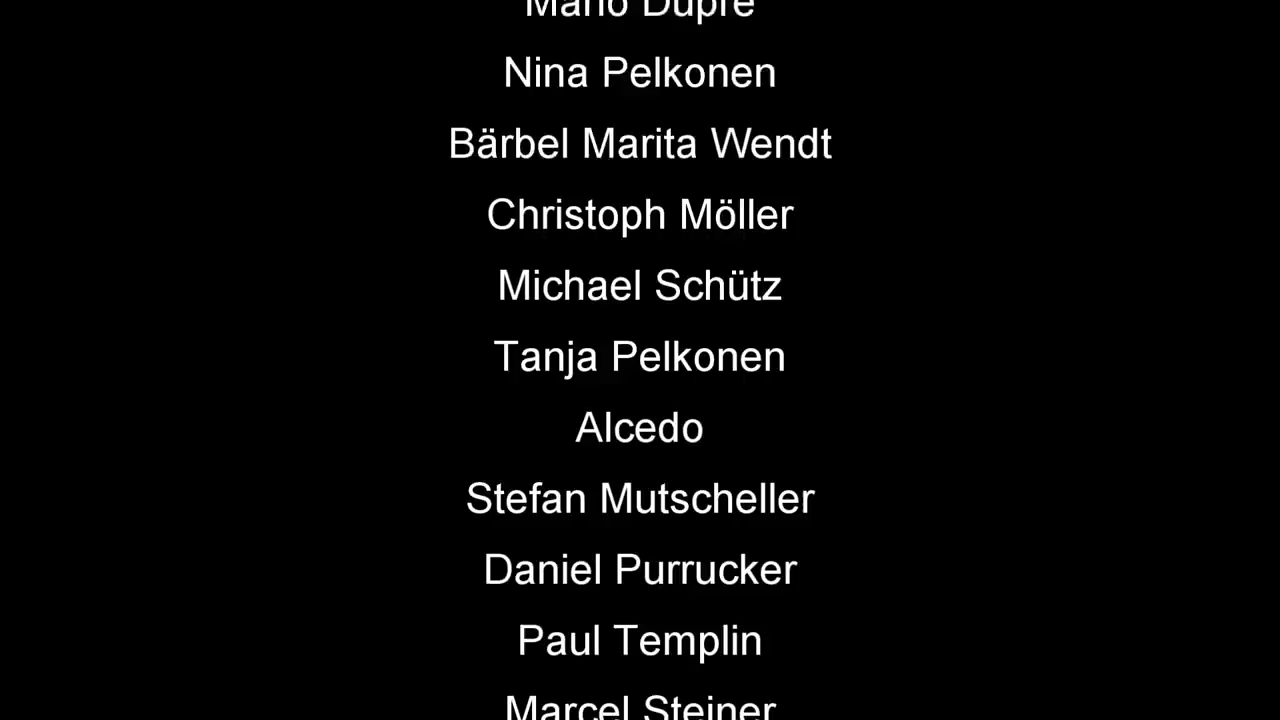 Nina Pelkonen
Bärbel Marita Wendt
Christoph Möller
Michael Schütz
Tanja Pelkonen
Alcedo
Stefan Mutscheller
Daniel Purrucker
Paul Templin
Marcel Steiner